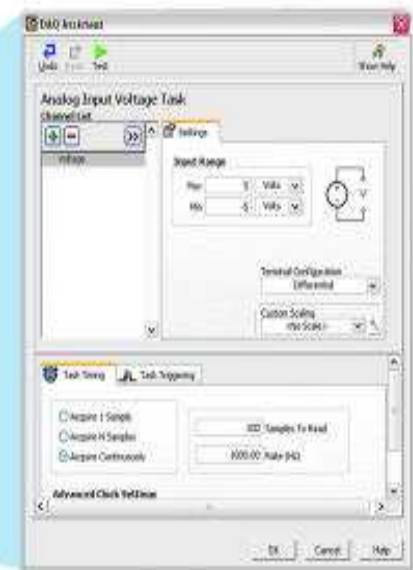 DAQ Assistant
Undo Test Show Help
Analog Input Voltage Task
Channel List
Settings
Voltage
Input Range
Max 5 Volts
Min -5 Volts
V
Terminal Configuration
Differential
Custom Scaling
<No Scale>
Task Timing Task Triggering
Acquire 1 Sample
Acquire N Samples
Acquire Continuously
Samples To Read
1000.00 Rate (Hz)
Advanced Clock Settings
OK Cancel Help